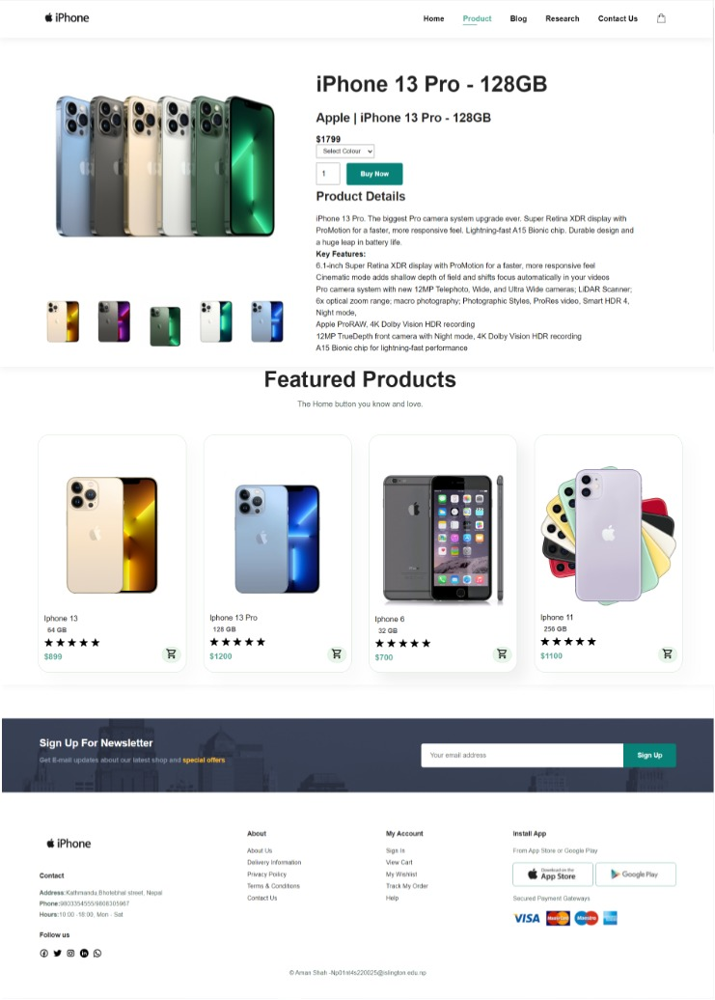 iPhone
Home Product Blog Research Contact Us
iPhone 13 Pro - 128GB
Apple | iPhone 13 Pro - 128GB
$1799
Select Colour
1 Buy Now
Product Details
iPhone 13 Pro. The biggest Pro camera system upgrade ever. Super Retina XDR display with
ProMotion for a faster, more responsive feel. Lightning-fast A15 Bionic chip. Durable design and
a huge leap in battery life.
Key Features:
6.1-inch Super Retina XDR display with ProMotion for a faster, more responsive feel
Cinematic mode adds shallow depth of field and shifts focus automatically in your videos
Pro camera system with new 12MP Telephoto, Wide, and Ultra Wide cameras; LiDAR Scanner;
6x optical zoom range; macro photography; Photographic Styles, ProRes video, Smart HDR 4,
Night mode,
Apple ProRAW, 4K Dolby Vision HDR recording
12MP TrueDepth front camera with Night mode, 4K Dolby Vision HDR recording
A15 Bionic chip for lightning-fast performance
Featured Products
The Home button you know and love.
Iphone 13
64 GB
$899
Iphone 13 Pro
128 GB
$1200
Iphone 6
32 GB
$700
Iphone 11
256 GB
$1100
Sign Up For Newsletter
Get E-mail updates about our latest shop and special offers
Your email address Sign Up
iPhone
Contact
Address:Kathmandu,Bhotebhal street, Nepal
Phone:9803354555/9808305967
Hours:10:00 -18:00, Mon - Sat
Follow us
About
About Us
Delivery Information
Privacy Policy
Terms & Conditions
Contact Us
My Account
Sign In
View Cart
My Wishlist
Track My Order
Help
Install App
From App Store or Google Play
Download on the
App Store
Google Play
Secured Payment Gateways
VISA MasterCard Maestro
© Aman Shah -Np01nt4s220025@islington.edu.np